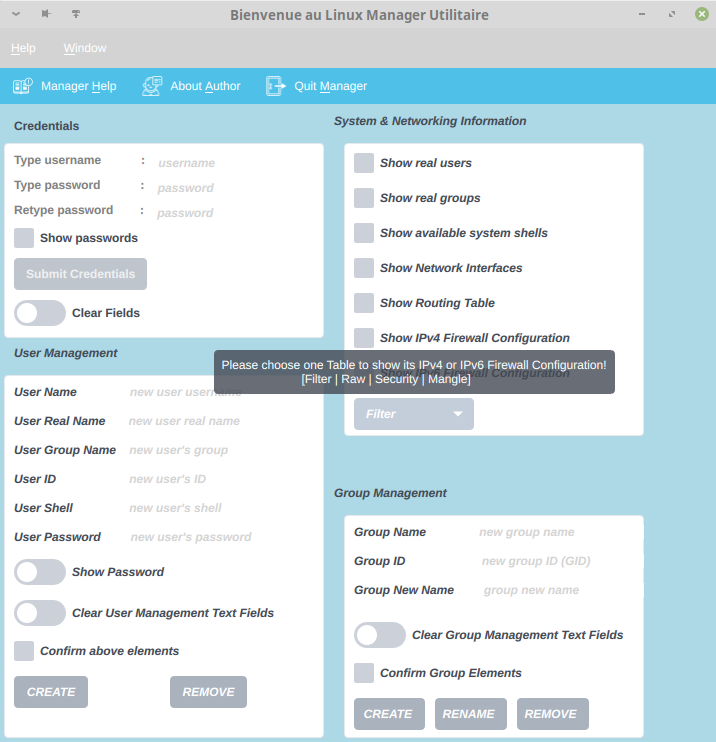 Bienvenue au Linux Manager Utilitaire
Help Window
Manager Help About Author Quit Manager
Credentials
Type username : username
Type password : password
Retype password : password
Show passwords
Submit Credentials
Clear Fields
User Management
User Name new user username
User Real Name new user real name
User Group Name new user's group
User ID new user's ID
User Shell new user's shell
User Password new user's password
Show Password
Clear User Management Text Fields
Confirm above elements
CREATE REMOVE
System & Networking Information
Show real users
Show real groups
Show available system shells
Show Network Interfaces
Show Routing Table
Show IPv4 Firewall Configuration
Please choose one Table to show its IPv4 or IPv6 Firewall Configuration!
[Filter | Raw | Security | Mangle]
Show IPv6 Firewall Configuration
Filter
Group Management
Group Name new group name
Group ID new group ID (GID)
Group New Name group new name
Clear Group Management Text Fields
Confirm Group Elements
CREATE RENAME REMOVE